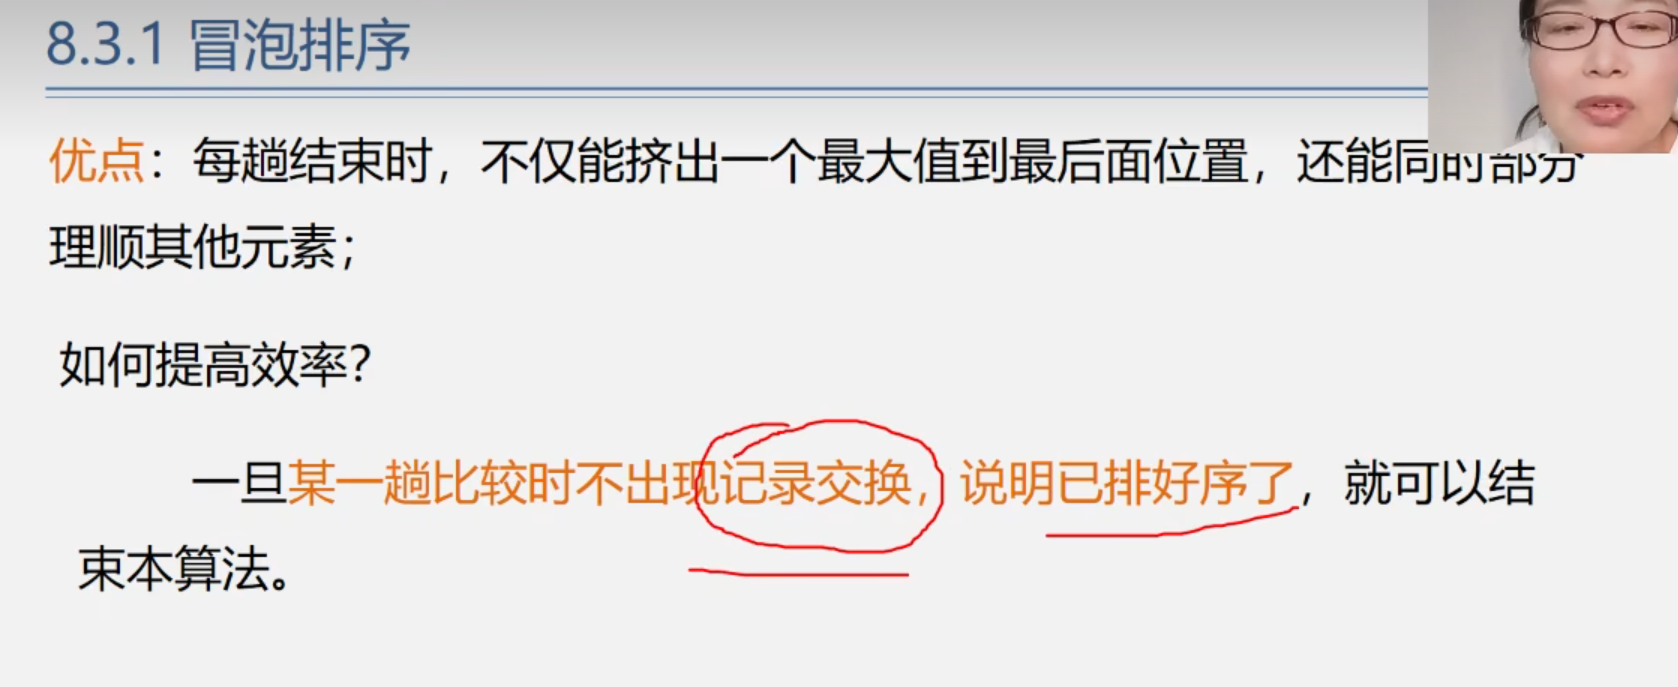 8.3.1 冒泡排序
优点：每趟结束时，不仅能挤出一个最大值到最后面位置，还能同时部分
理顺其他元素；
如何提高效率？
一旦某一趟比较时不出现记录交换，说明已排好序了，就可以结
束本算法。